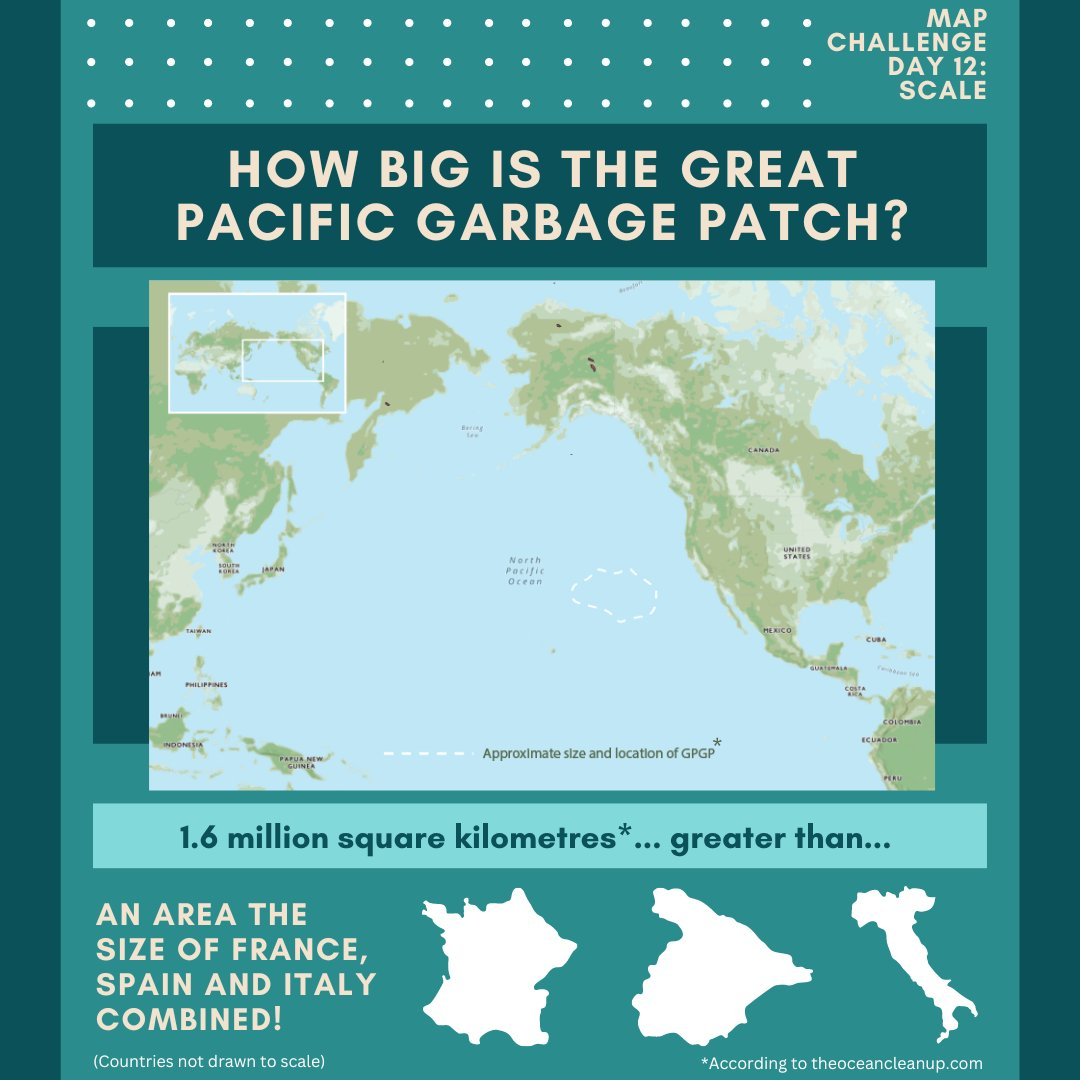 MAP
CHALLENGE
DAY 12:
SCALE
HOW BIG IS THE GREAT
PACIFIC GARBAGE PATCH?
Beaufort
Bering
Sea
CANADA
NORTH
KOREA
SOUTH
KOREA
JAPAN
North
Pacific
Ocean
UNITED
STATES
TAIWAN
MEXICO
CUBA
AM
PHILIPPINES
GUATEMALA
Caribbean Sea
COSTA
RICA
BRUNEI
COLOMBIA
INDONESIA
ECUADOR
PAPUA NEW
GUINEA
PERU
Approximate size and location of GPGP*
1.6 million square kilometres*... greater than...
AN AREA THE
SIZE OF FRANCE,
SPAIN AND ITALY
COMBINED!
(Countries not drawn to scale)
*According to theoceancleanup.com